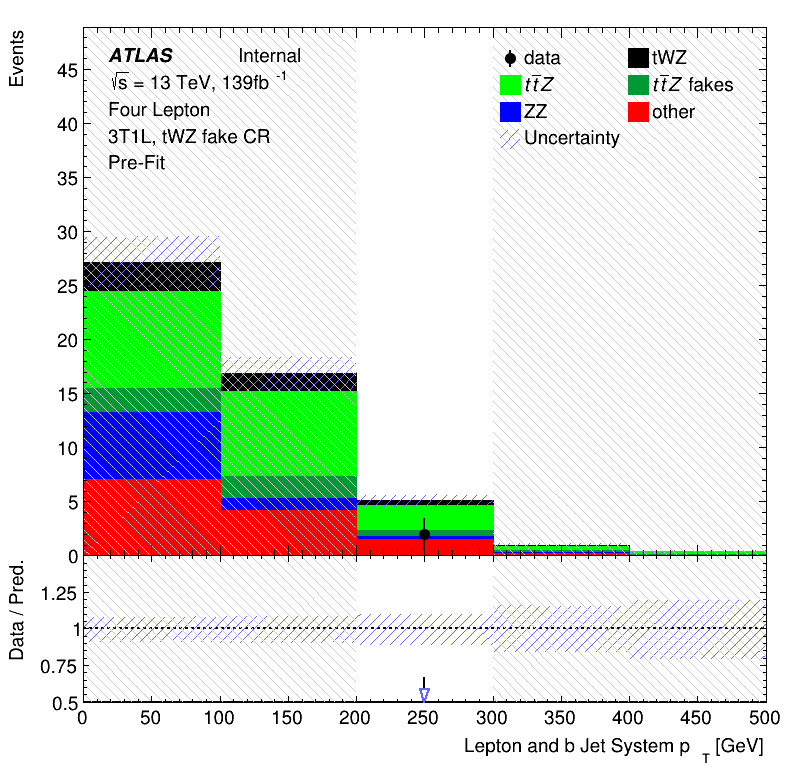 Events
ATLAS Internal
√s = 13 TeV, 139fb -1
Four Lepton
3T1L, tWZ fake CR
Pre-Fit
data
tWZ
tt̄Z
tt̄Z fakes
ZZ
other
Uncertainty
45
40
35
30
25
20
15
10
5
0
Data / Pred.
1.25
1
0.75
0.5
0 50 100 150 200 250 300 350 400 450 500
Lepton and b Jet System p T [GeV]